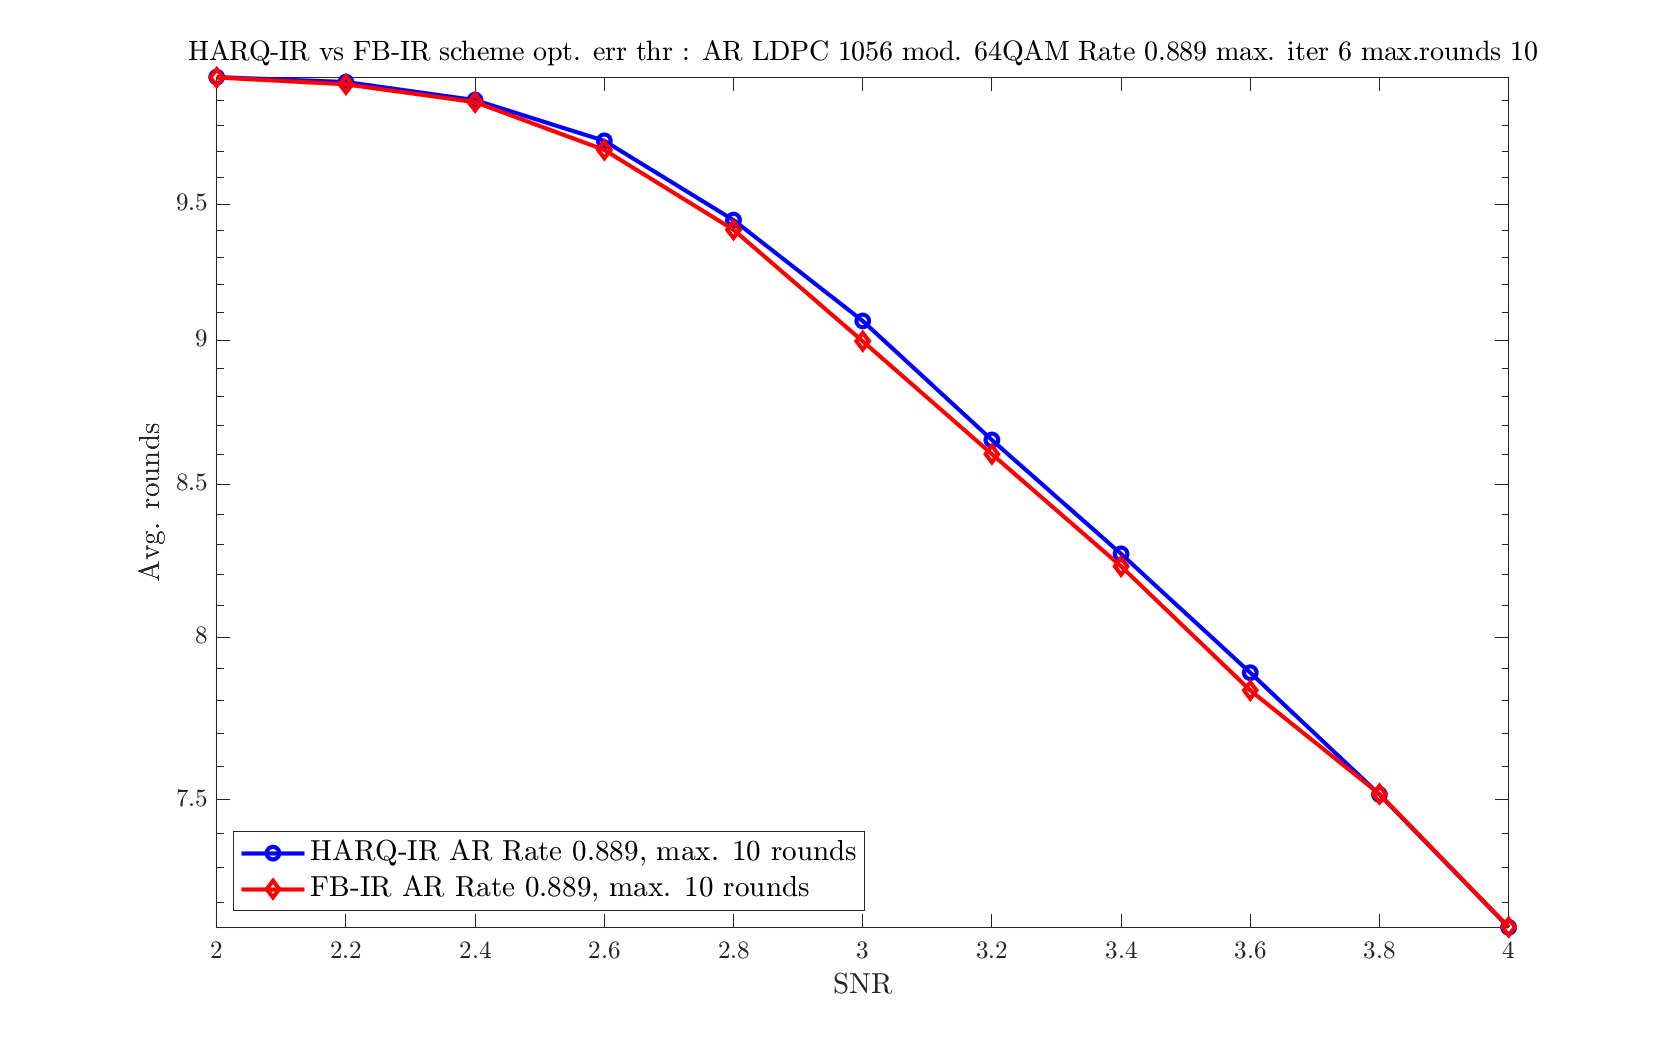 HARQ-IR vs FB-IR scheme opt. err thr : AR LDPC 1056 mod. 64QAM Rate 0.889 max. iter 6 max.rounds 10
9.5
9
8.5
8
7.5
Avg. rounds
HARQ-IR AR Rate 0.889, max. 10 rounds
FB-IR AR Rate 0.889, max. 10 rounds
2 2.2 2.4 2.6 2.8 3 3.2 3.4 3.6 3.8 4
SNR